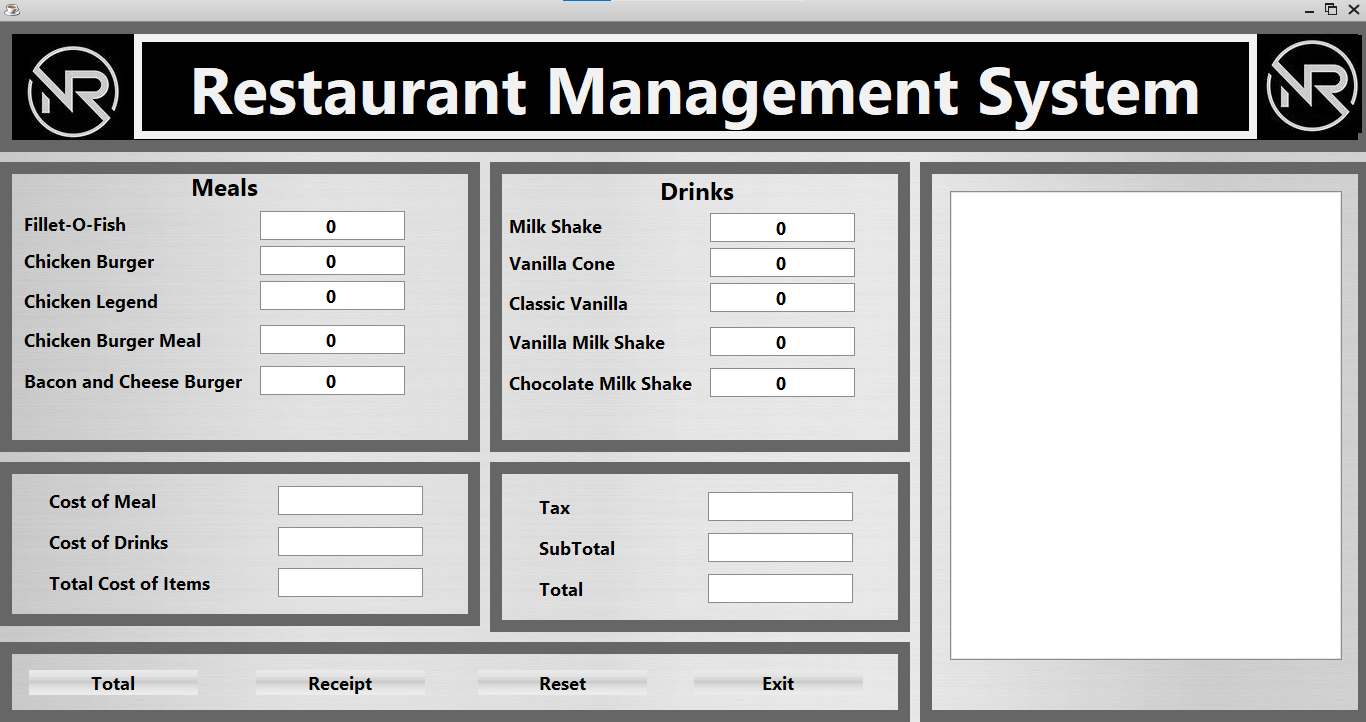 NR
Restaurant Management System
NR
Meals
Fillet-O-Fish 0
Chicken Burger 0
Chicken Legend 0
Chicken Burger Meal 0
Bacon and Cheese Burger 0
Drinks
Milk Shake 0
Vanilla Cone 0
Classic Vanilla 0
Vanilla Milk Shake 0
Chocolate Milk Shake 0
Cost of Meal
Cost of Drinks
Total Cost of Items
Tax
SubTotal
Total
Total Receipt Reset Exit